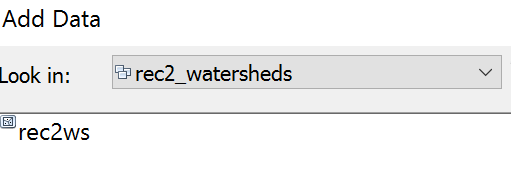 Add Data
Look in: rec2_watersheds
rec2ws